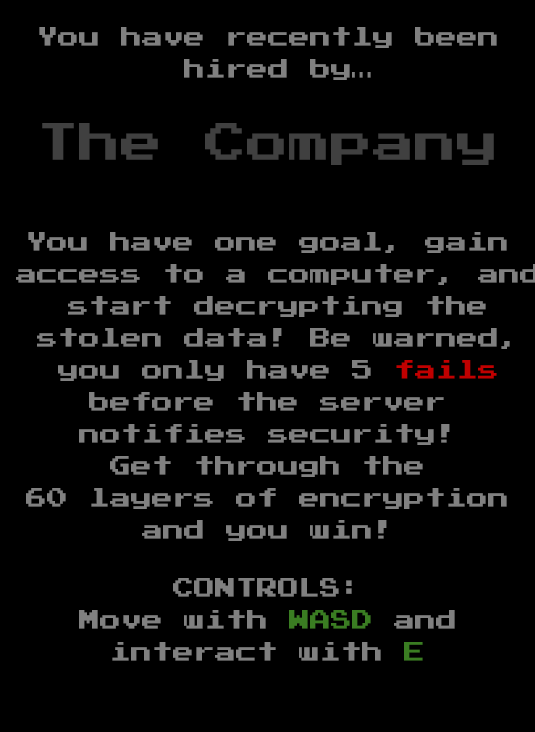 You have recently been
hired by...
The Company
You have one goal, gain
access to a computer, and
start decrypting the
stolen data! Be warned,
you only have 5 fails
before the server
notifies security!
Get through the
60 layers of encryption
and you win!
CONTROLS:
Move with WASD and
interact with E